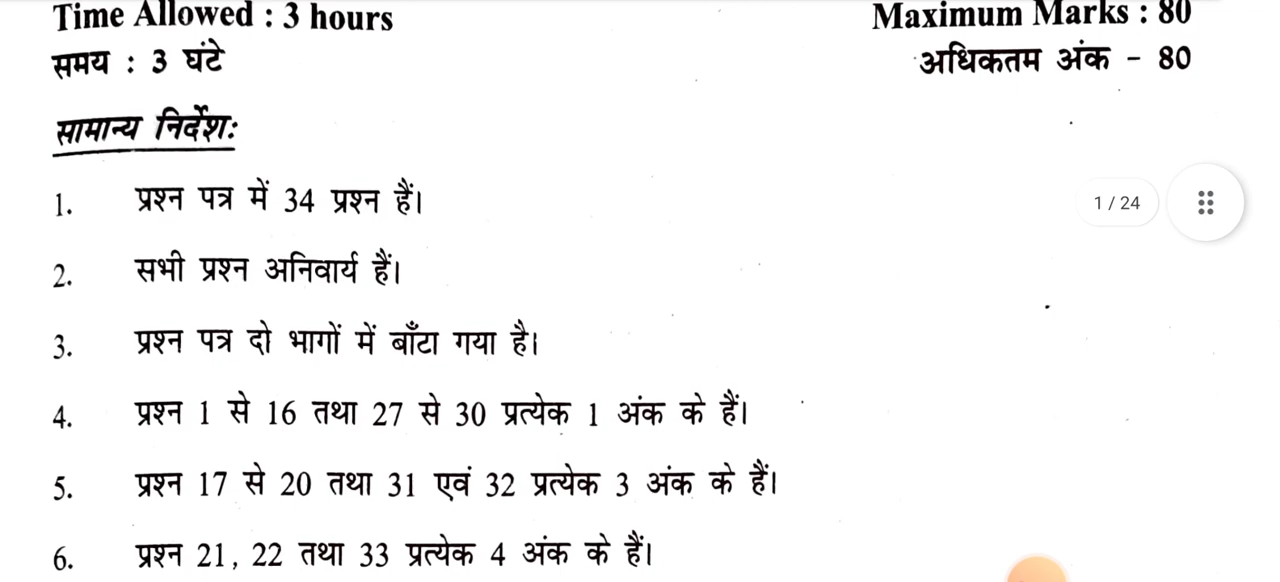 Time Allowed : 3 hours Maximum Marks : 80
समय : 3 घंटे अधिकतम अंक - 80
सामान्य निर्देशः
1. प्रश्न पत्र में 34 प्रश्न हैं।
1 / 24
2. सभी प्रश्न अनिवार्य हैं।
3. प्रश्न पत्र दो भागों में बाँटा गया है।
4. प्रश्न 1 से 16 तथा 27 से 30 प्रत्येक 1 अंक के हैं।
5. प्रश्न 17 से 20 तथा 31 एवं 32 प्रत्येक 3 अंक के हैं।
6. प्रश्न 21, 22 तथा 33 प्रत्येक 4 अंक के हैं।